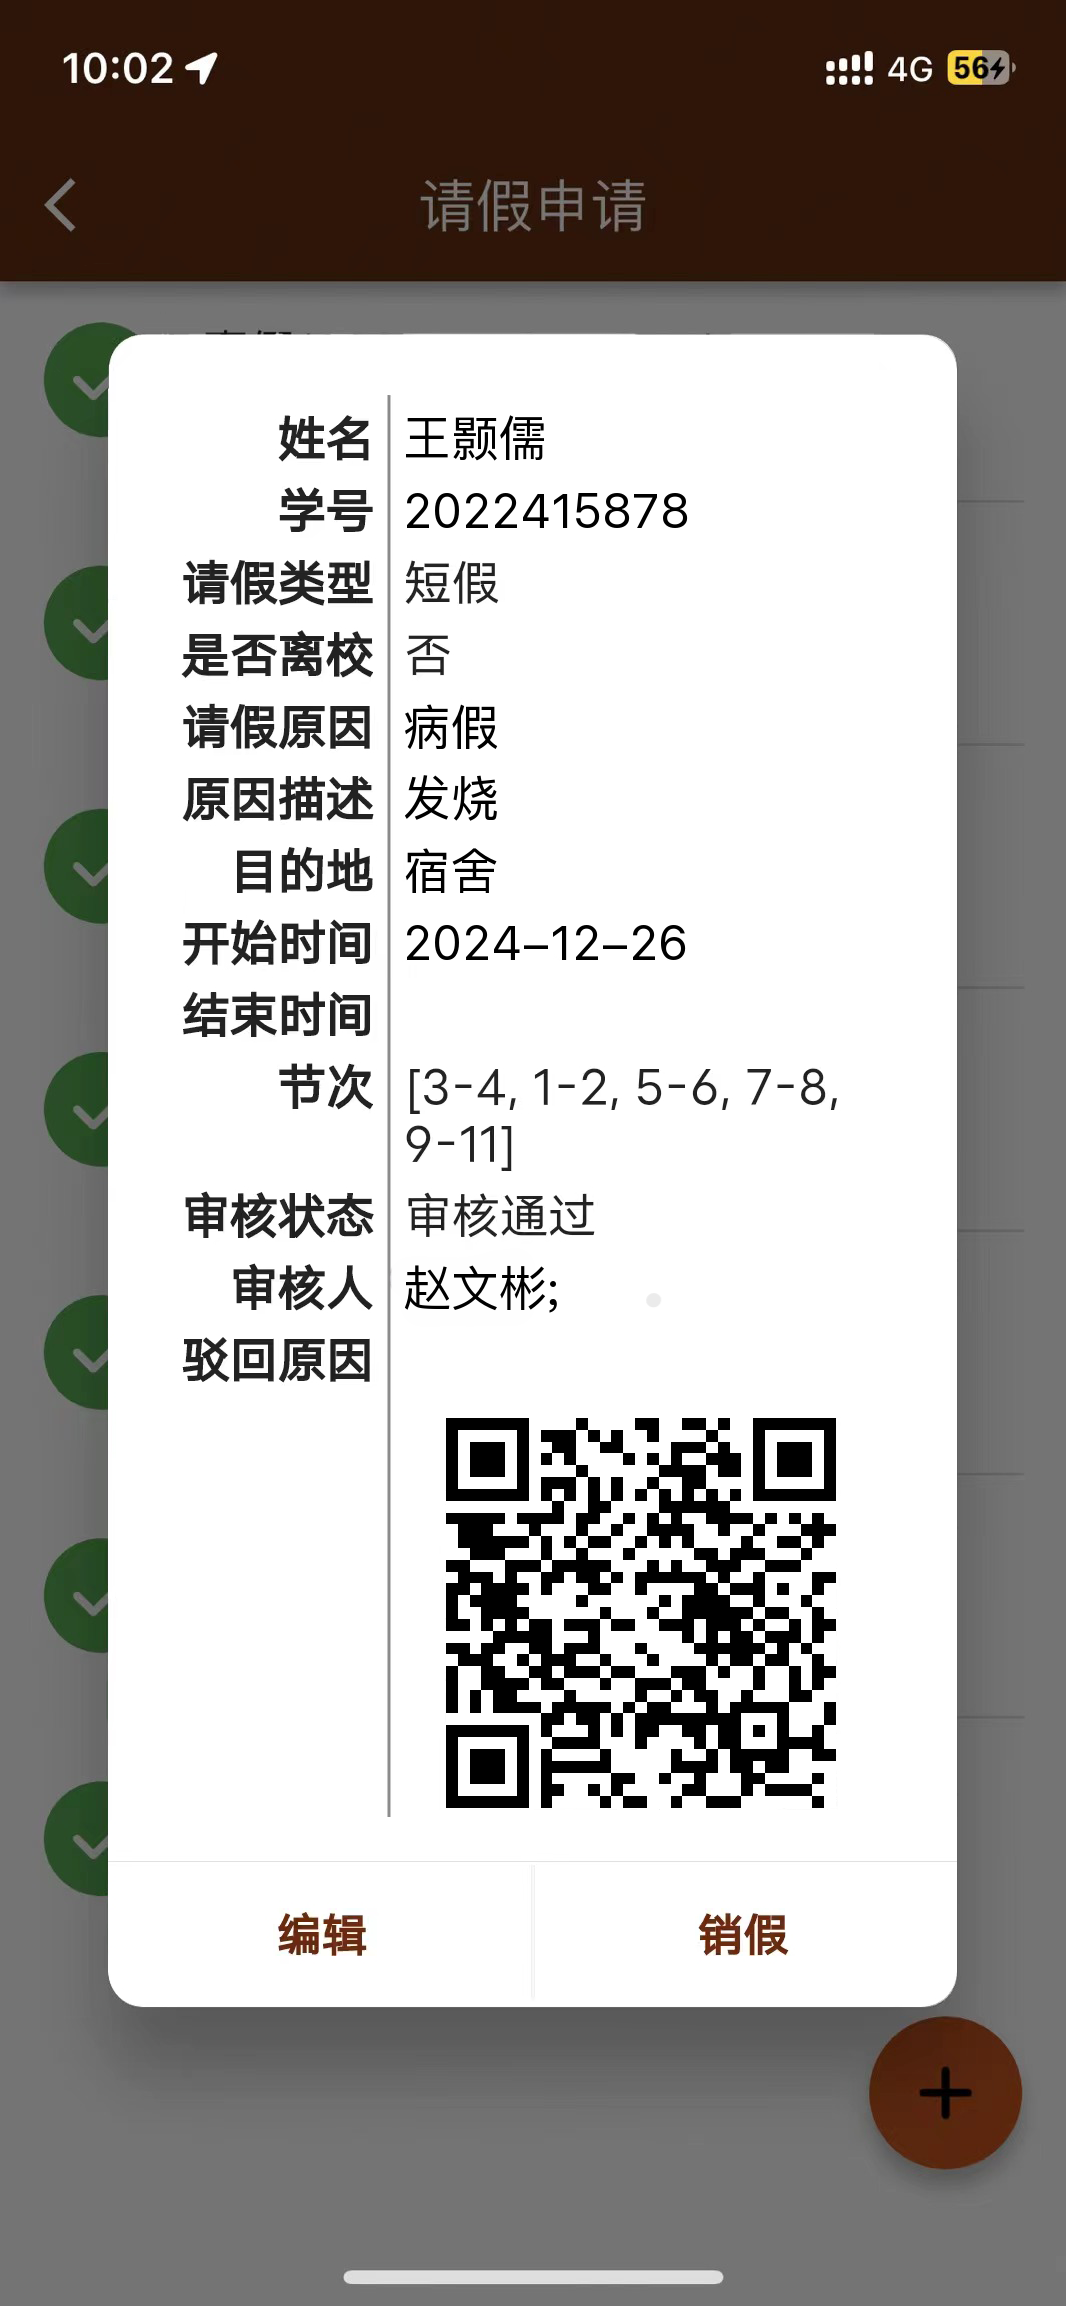 10:02
4G 56
请假申请
姓名 王颢儒
学号 2022415878
请假类型 短假
是否离校 否
请假原因 病假
原因描述 发烧
目的地 宿舍
开始时间 2024–12–26
结束时间
节次 [3-4, 1-2, 5-6, 7-8,
9-11]
审核状态 审核通过
审核人 赵文彬;
驳回原因
编辑 销假